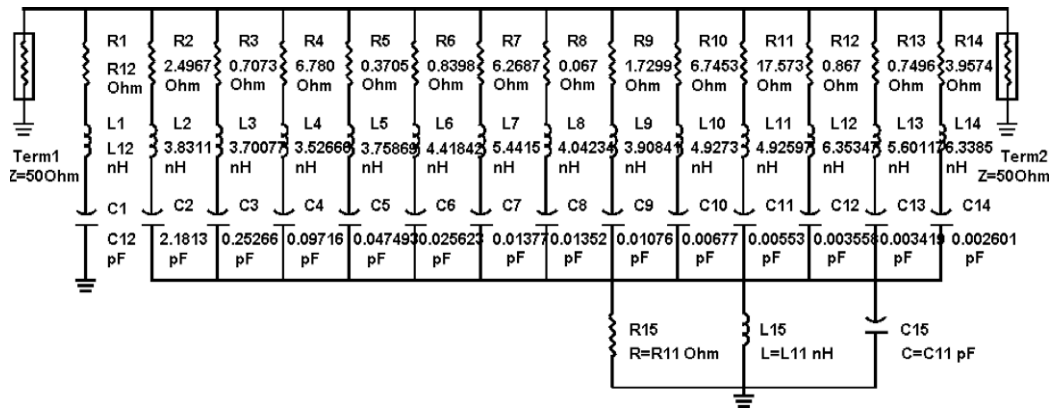 R1 R2 R3 R4 R5 R6 R7 R8 R9 R10 R11 R12 R13 R14
R12 2.4967 0.7073 6.780 0.3705 0.8398 6.2687 0.067 1.7299 6.7453 17.573 0.867 0.7496 3.9574
Ohm Ohm Ohm Ohm Ohm Ohm Ohm Ohm Ohm Ohm Ohm Ohm Ohm Ohm
L1 L2 L3 L4 L5 L6 L7 L8 L9 L10 L11 L12 L13 L14
Term1 L12 3.8311 3.70077 3.52666 3.75869 4.41842 5.4415 4.04234 3.90841 4.9273 4.92597 6.35347 5.60117 6.3385 Term2
Z=50Ohm nH nH nH nH nH nH nH nH nH nH nH nH nH nH Z=50Ohm
C1 C2 C3 C4 C5 C6 C7 C8 C9 C10 C11 C12 C13 C14
C12 2.1813 0.25266 0.09716 0.047493 0.025623 0.01377 0.01352 0.01076 0.00677 0.00553 0.003558 0.003419 0.002601
pF pF pF pF pF pF pF pF pF pF pF pF pF pF
R15 L15 C15
R=R11 Ohm L=L11 nH C=C11 pF